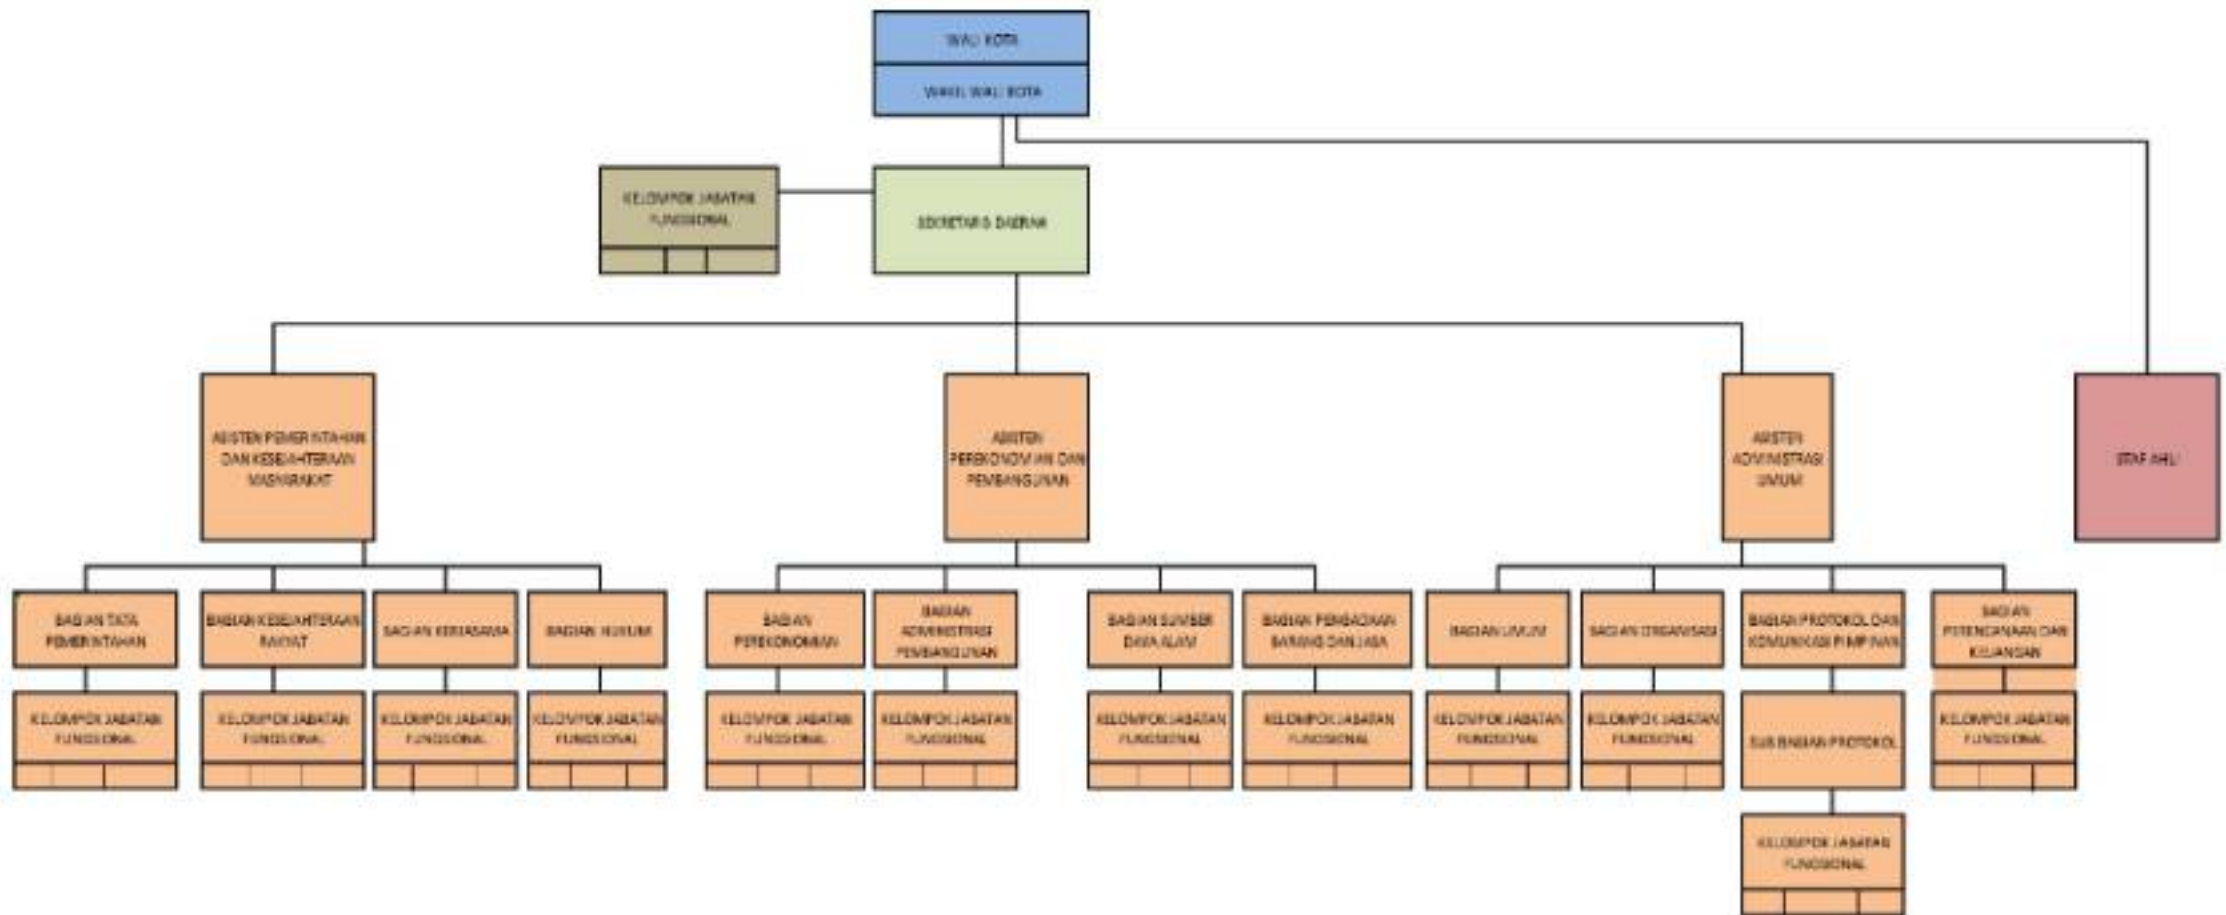 WALI KOTA
WAKIL WALI KOTA
KELOMPOK JABATAN
FUNGSIONAL
SEKRETARIS DAERAH
ASISTEN PEMERINTAHAN
DAN KESEJAHTERAAN
MASYARAKAT
ASISTEN
PEREKONOMIAN DAN
PEMBANGUNAN
ASISTEN
ADMINISTRASI
UMUM
STAF AHLI
BAGIAN TATA
PEMERINTAHAN
BAGIAN KESEJAHTERAAN
RAKYAT
BAGIAN KERJASAMA
BAGIAN HUKUM
BAGIAN
PEREKONOMIAN
BAGIAN
ADMINISTRASI
PEMBANGUNAN
BAGIAN SUMBER
DAYA ALAM
BAGIAN PENGADAAN
BARANG DAN JASA
BAGIAN UMUM
BAGIAN ORGANISASI
BAGIAN PROTOKOL DAN
KOMUNIKASI PIMPINAN
BAGIAN
PERENCANAAN DAN
KEUANGAN
KELOMPOK JABATAN
FUNGSIONAL
KELOMPOK JABATAN
FUNGSIONAL
KELOMPOK JABATAN
FUNGSIONAL
KELOMPOK JABATAN
FUNGSIONAL
KELOMPOK JABATAN
FUNGSIONAL
KELOMPOK JABATAN
FUNGSIONAL
KELOMPOK JABATAN
FUNGSIONAL
KELOMPOK JABATAN
FUNGSIONAL
KELOMPOK JABATAN
FUNGSIONAL
KELOMPOK JABATAN
FUNGSIONAL
SUB BAGIAN PROTOKOL
KELOMPOK JABATAN
FUNGSIONAL
KELOMPOK JABATAN
FUNGSIONAL